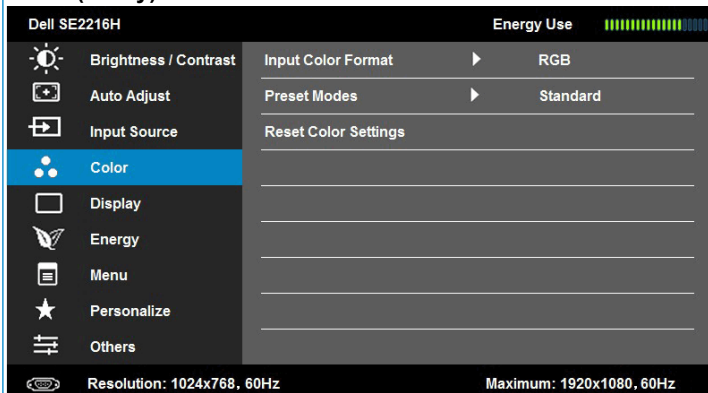 Dell SE2216H Energy Use
Brightness / Contrast Input Color Format RGB
Auto Adjust Preset Modes Standard
Input Source Reset Color Settings
Color
Display
Energy
Menu
Personalize
Others
Resolution: 1024x768, 60Hz Maximum: 1920x1080, 60Hz